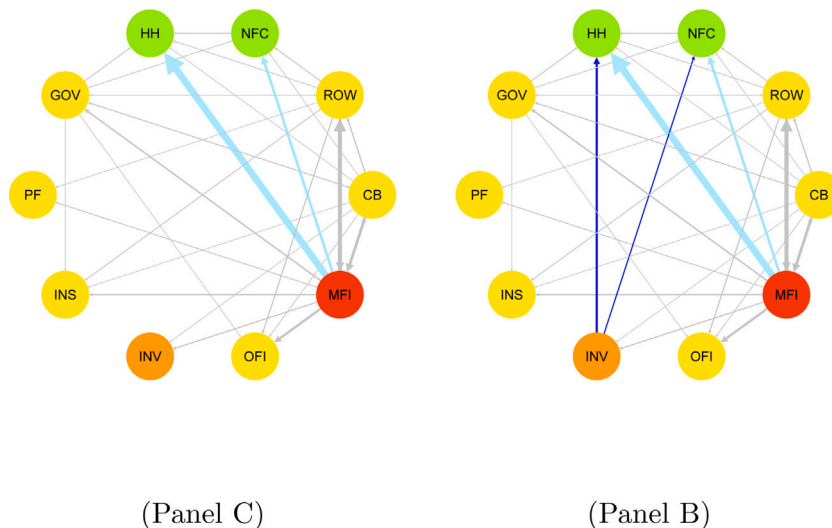 HH NFC
GOV ROW
PF CB
INS MFI
INV OFI
(Panel C)
HH NFC
GOV ROW
PF CB
INS MFI
INV OFI
(Panel B)